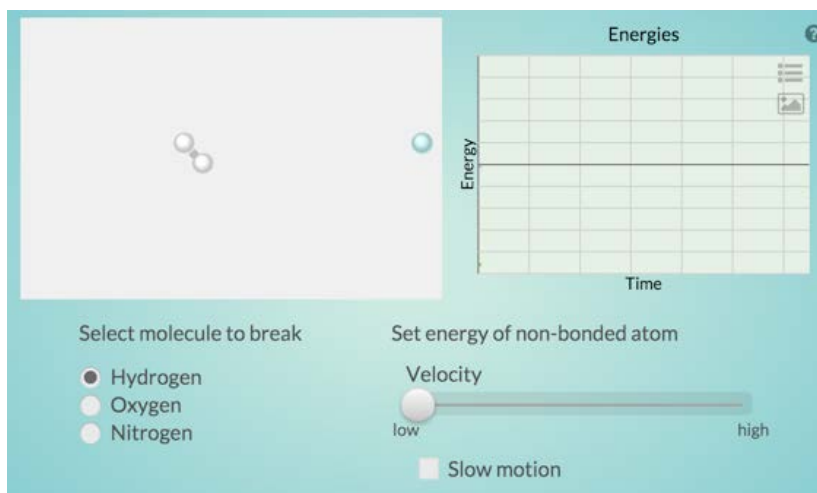 Energies
?
Energy
Time
Select molecule to break
Hydrogen
Oxygen
Nitrogen
Set energy of non-bonded atom
Velocity
low
high
Slow motion